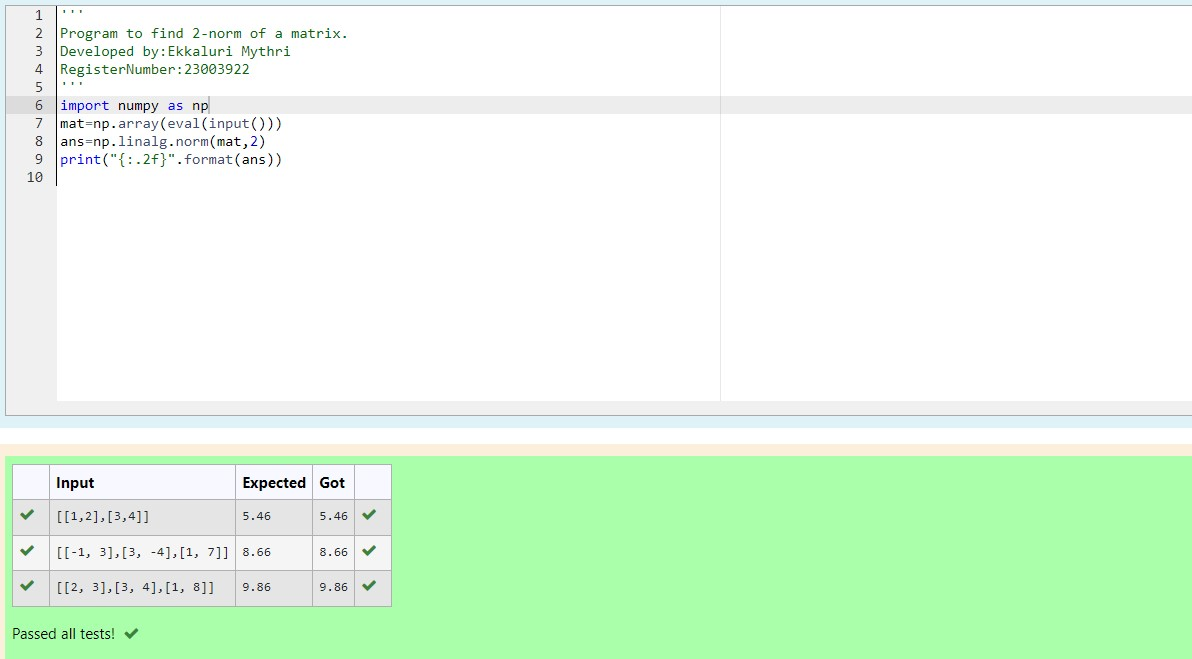 1 '''
2 Program to find 2-norm of a matrix.
3 Developed by:Ekkaluri Mythri
4 RegisterNumber:23003922
5 '''
6 import numpy as np
7 mat=np.array(eval(input()))
8 ans=np.linalg.norm(mat,2)
9 print("{:.2f}".format(ans))
10
Input Expected Got
[[1,2],[3,4]] 5.46 5.46
[[-1, 3],[3, -4],[1, 7]] 8.66 8.66
[[2, 3],[3, 4],[1, 8]] 9.86 9.86
Passed all tests!